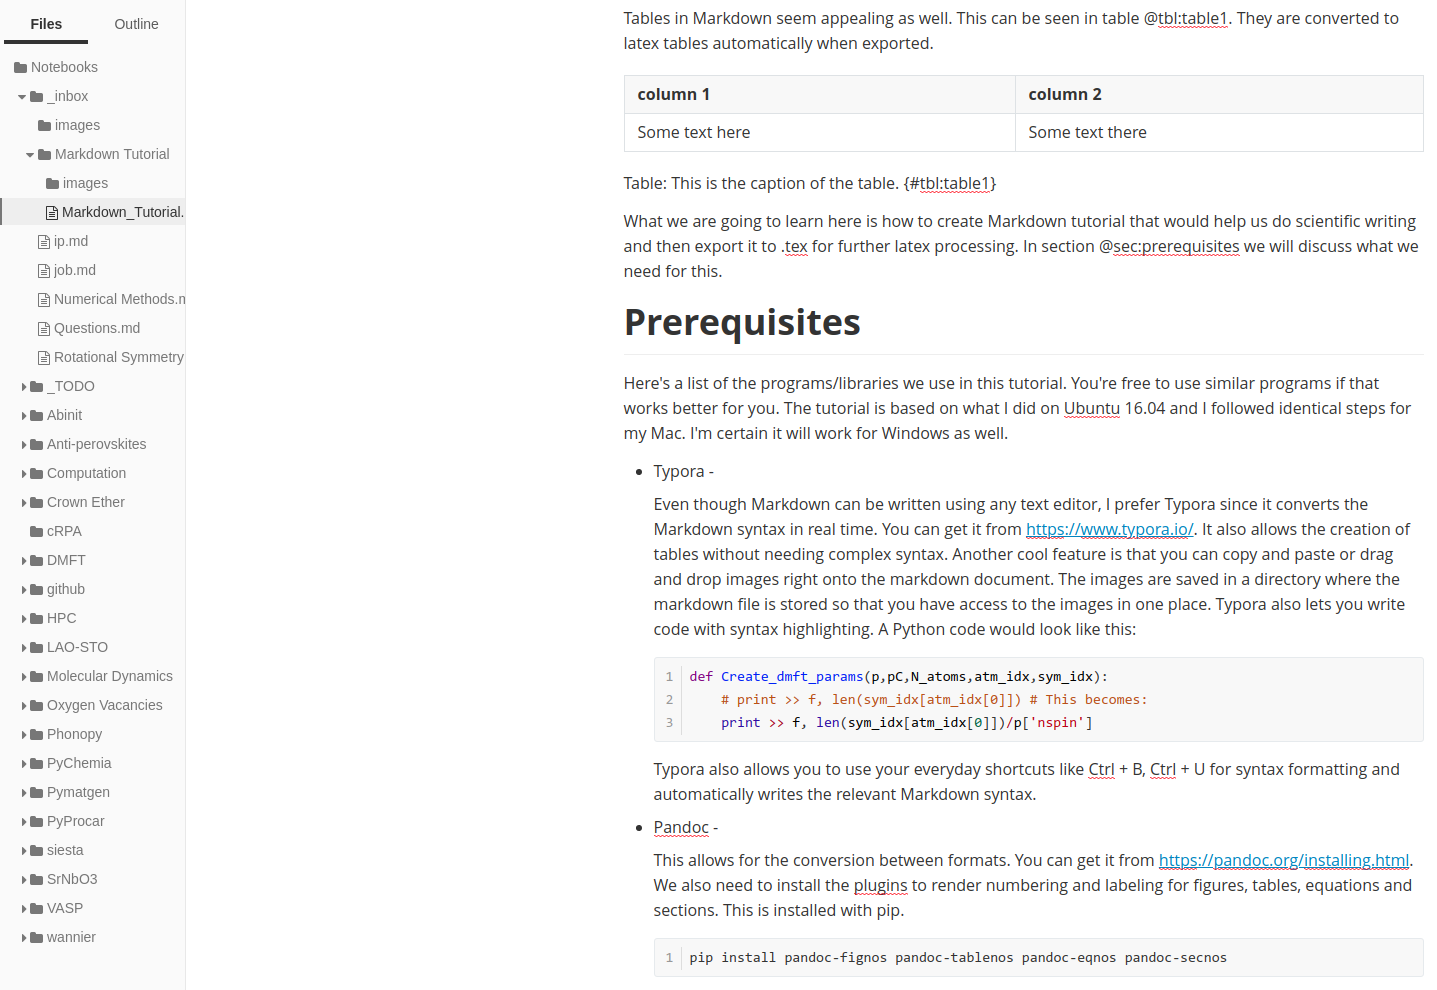 Files Outline
Notebooks
_inbox
images
Markdown Tutorial
images
Markdown_Tutorial.
ip.md
job.md
Numerical Methods.m
Questions.md
Rotational Symmetry
_TODO
Abinit
Anti-perovskites
Computation
Crown Ether
cRPA
DMFT
github
HPC
LAO-STO
Molecular Dynamics
Oxygen Vacancies
Phonopy
PyChemia
Pymatgen
PyProcar
siesta
SrNbO3
VASP
wannier
Tables in Markdown seem appealing as well. This can be seen in table @tbl:table1. They are converted to
latex tables automatically when exported.
column 1 column 2
Some text here Some text there
Table: This is the caption of the table. {#tbl:table1}
What we are going to learn here is how to create Markdown tutorial that would help us do scientific writing
and then export it to .tex for further latex processing. In section @sec:prerequisites we will discuss what we
need for this.
Prerequisites
Here's a list of the programs/libraries we use in this tutorial. You're free to use similar programs if that
works better for you. The tutorial is based on what I did on Ubuntu 16.04 and I followed identical steps for
my Mac. I'm certain it will work for Windows as well.
• Typora -
Even though Markdown can be written using any text editor, I prefer Typora since it converts the
Markdown syntax in real time. You can get it from https://www.typora.io/. It also allows the creation of
tables without needing complex syntax. Another cool feature is that you can copy and paste or drag
and drop images right onto the markdown document. The images are saved in a directory where the
markdown file is stored so that you have access to the images in one place. Typora also lets you write
code with syntax highlighting. A Python code would look like this:
1 def Create_dmft_params(p,pC,N_atoms,atm_idx,sym_idx):
2     # print >> f, len(sym_idx[atm_idx[0]]) # This becomes:
3     print >> f, len(sym_idx[atm_idx[0]])/p['nspin']
Typora also allows you to use your everyday shortcuts like Ctrl + B, Ctrl + U for syntax formatting and
automatically writes the relevant Markdown syntax.
• Pandoc -
This allows for the conversion between formats. You can get it from https://pandoc.org/installing.html.
We also need to install the plugins to render numbering and labeling for figures, tables, equations and
sections. This is installed with pip.
1 pip install pandoc-fignos pandoc-tablenos pandoc-eqnos pandoc-secnos